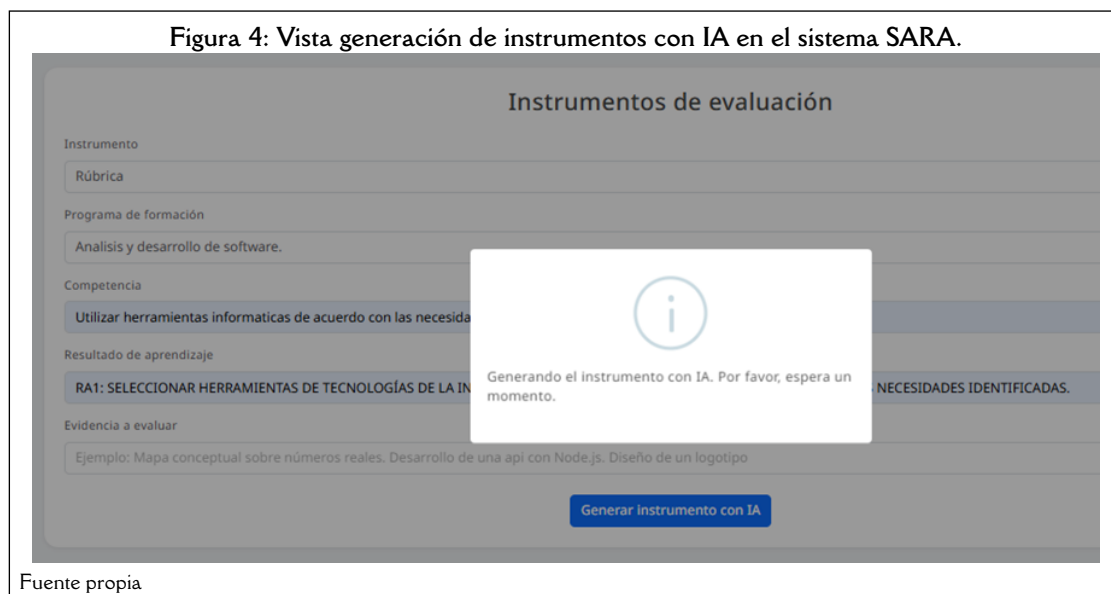 Figura 4: Vista generación de instrumentos con IA en el sistema SARA.
Instrumentos de evaluación
Instrumento
Rúbrica
Programa de formación
Analisis y desarrollo de software.
Competencia
Utilizar herramientas informaticas de acuerdo con las necesida
Resultado de aprendizaje
RA1: SELECCIONAR HERRAMIENTAS DE TECNOLOGÍAS DE LA IN NECESIDADES IDENTIFICADAS.
Generando el instrumento con IA. Por favor, espera un
momento.
Evidencia a evaluar
Ejemplo: Mapa conceptual sobre números reales. Desarrollo de una api con Node.js. Diseño de un logotipo
Generar instrumento con IA
Fuente propia